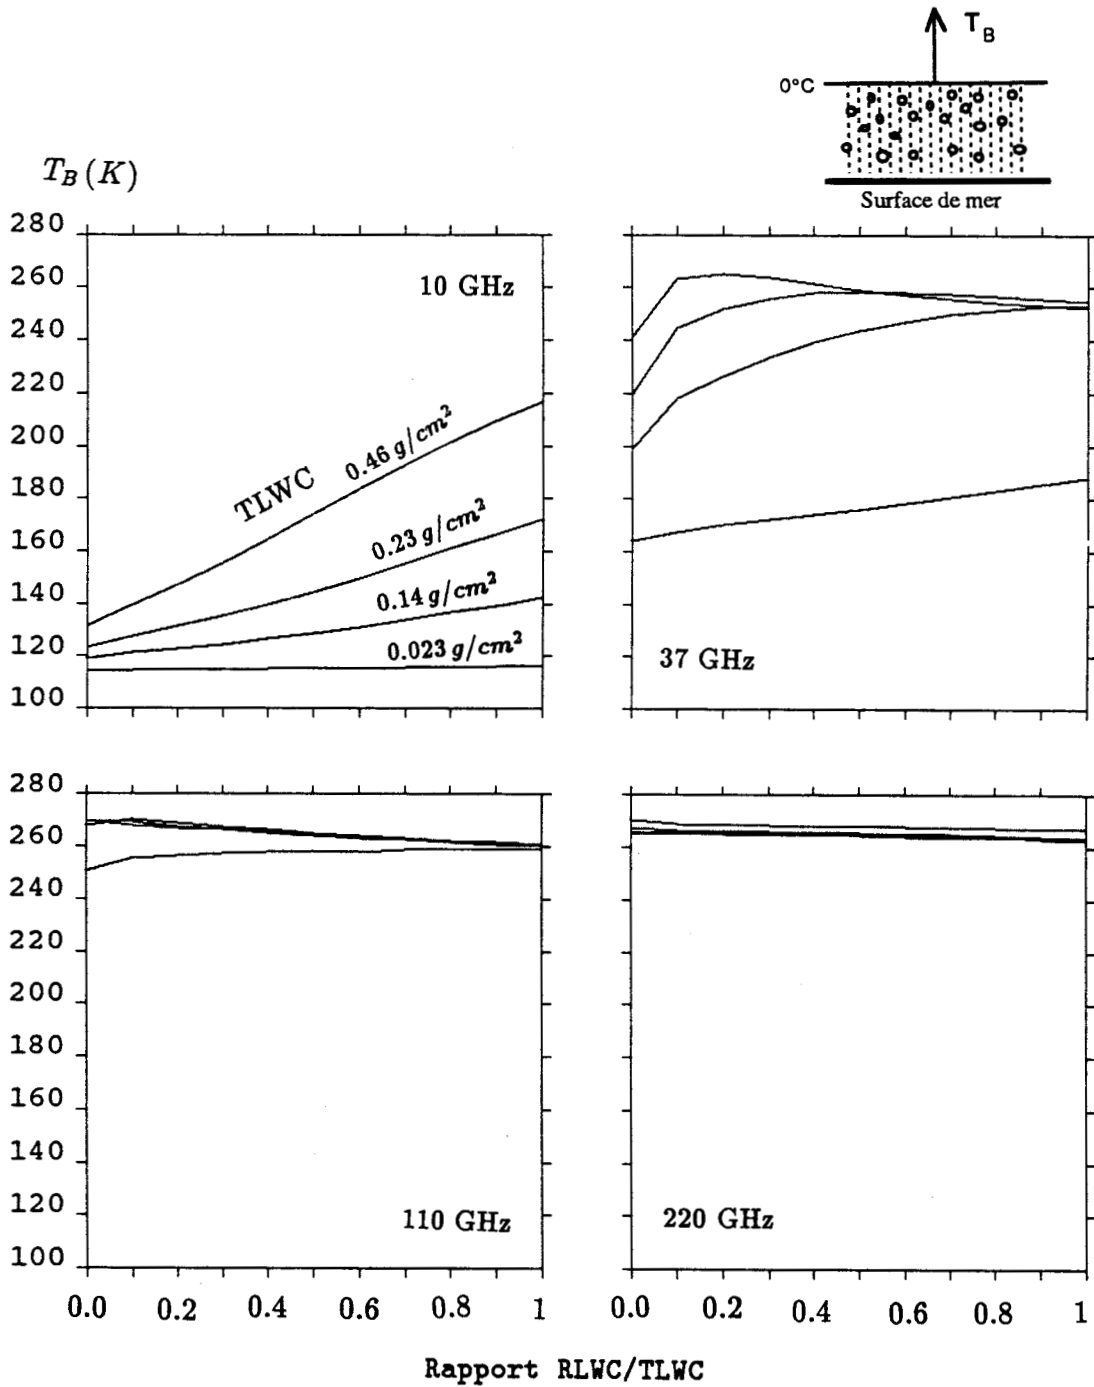 T_B
0°C
Surface de mer
T_B (K)
280
260
240
220
200
180
160
140
120
100
10 GHz
TLWC 0.46 g/cm²
0.23 g/cm²
0.14 g/cm²
0.023 g/cm²
37 GHz
280
260
240
220
200
180
160
140
120
100
110 GHz
220 GHz
0.0 0.2 0.4 0.6 0.8 1
0.0 0.2 0.4 0.6 0.8 1
Rapport RLWC/TLWC